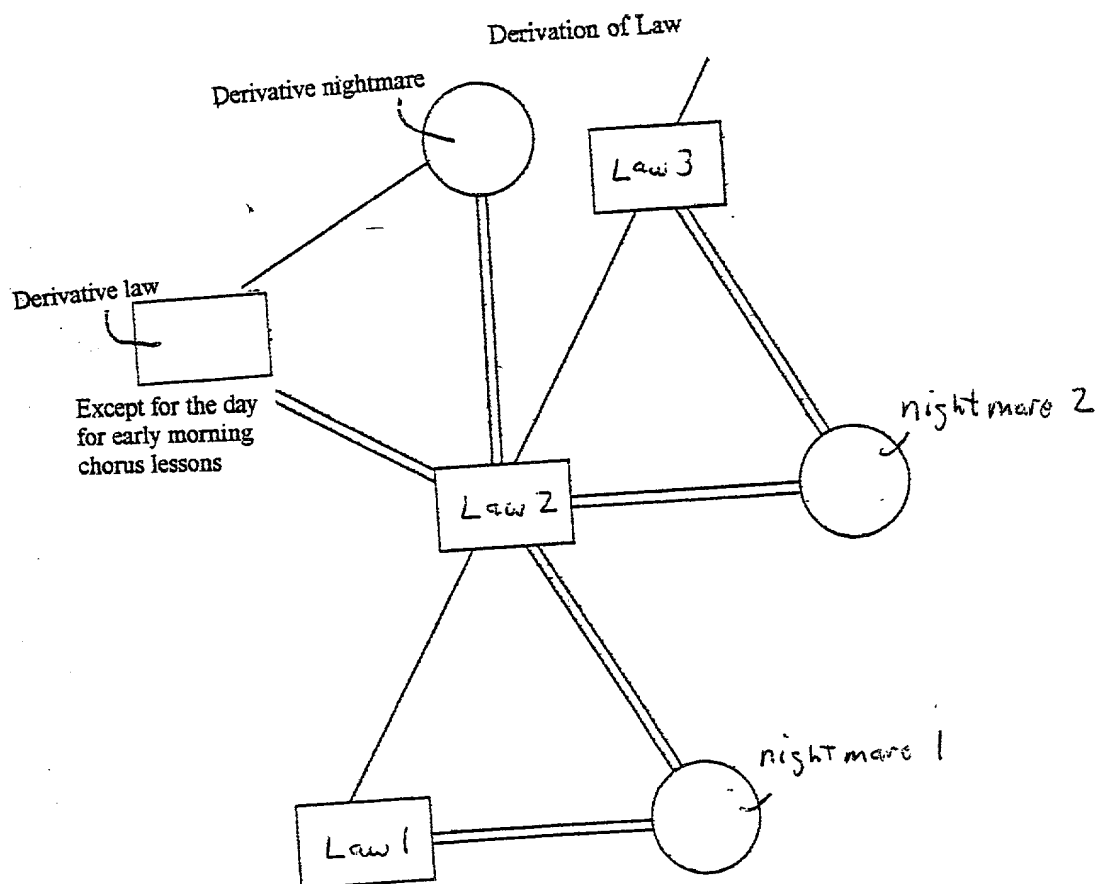 Derivation of Law
Derivative nightmare
Law 3
Derivative law
Except for the day
for early morning
chorus lessons
nightmare 2
Law 2
nightmare 1
Law 1